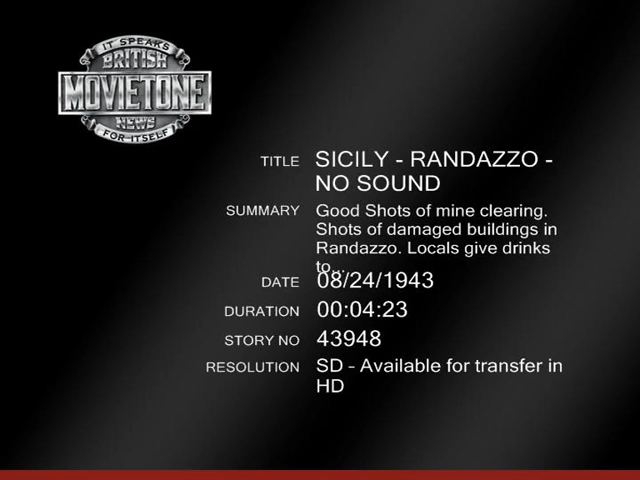 IT SPEAKS
BRITISH
MOVIETONE
NEWS
FOR ITSELF
TITLE SICILY - RANDAZZO -
NO SOUND
SUMMARY Good Shots of mine clearing.
Shots of damaged buildings in
Randazzo. Locals give drinks
to...
DATE 08/24/1943
DURATION 00:04:23
STORY NO 43948
RESOLUTION SD - Available for transfer in
HD